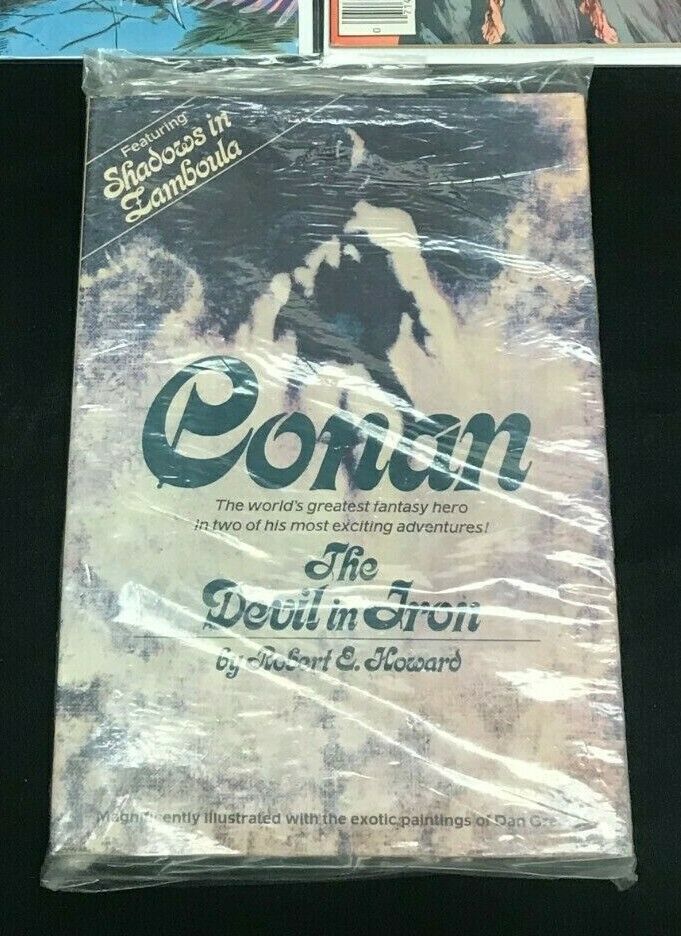 Featuring
Shadows in
Zamboula
Conan
The world's greatest fantasy hero
in two of his most exciting adventures!
The
Devil in Iron
by Robert E. Howard
Magnificently illustrated with the exotic paintings of Dan